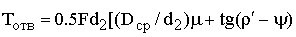 Tотв = 0.5Fd₂[(Dср / d₂)μ + tg(ρ′ − ψ)